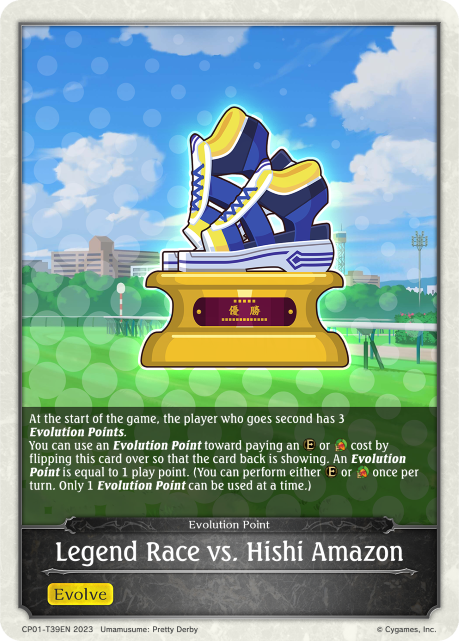 優勝
At the start of the game, the player who goes second has 3
Evolution Points.
You can use an Evolution Point toward paying an E or cost by
flipping this card over so that the card back is showing. An Evolution
Point is equal to 1 play point. (You can perform either E or once per
turn. Only 1 Evolution Point can be used at a time.)
Evolution Point
Legend Race vs. Hishi Amazon
Evolve
CP01-T39EN 2023 Umamusume: Pretty Derby
© Cygames, Inc.